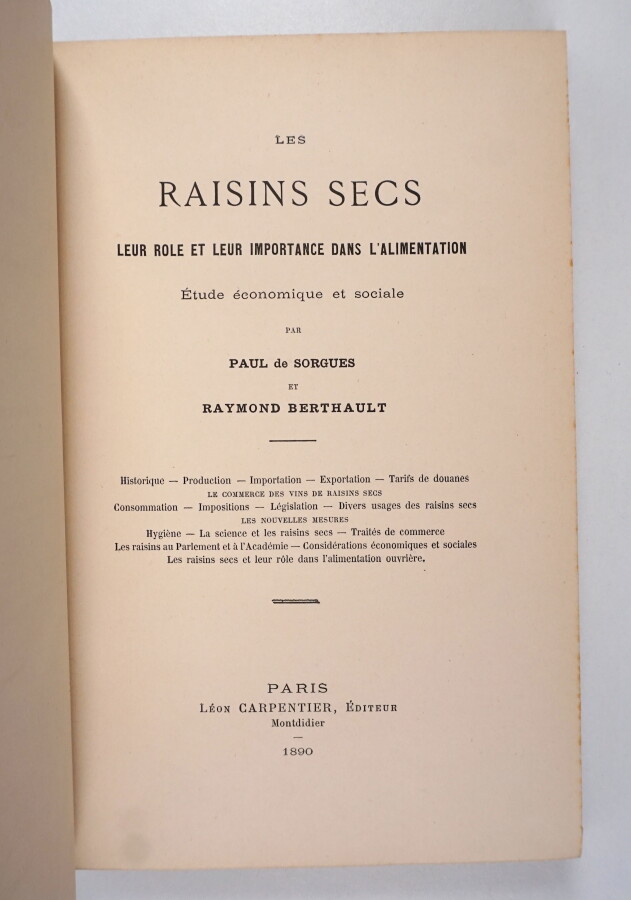 LES
RAISINS SECS
LEUR ROLE ET LEUR IMPORTANCE DANS L'ALIMENTATION
Étude économique et sociale
PAR
PAUL de SORGUES
ET
RAYMOND BERTHAULT
Historique — Production — Importation — Exportation — Tarifs de douanes
LE COMMERCE DES VINS DE RAISINS SECS
Consommation — Impositions — Législation — Divers usages des raisins secs
LES NOUVELLES MESURES
Hygiène — La science et les raisins secs — Traités de commerce
Les raisins au Parlement et à l'Académie — Considérations économiques et sociales
Les raisins secs et leur rôle dans l'alimentation ouvrière.
PARIS
LÉON CARPENTIER, ÉDITEUR
Montdidier
—
1890